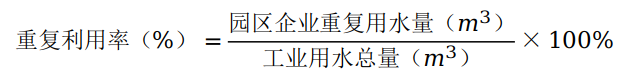 重复利用率（%） = 园区企业重复用水量（m³） / 工业用水总量（m³） × 100%